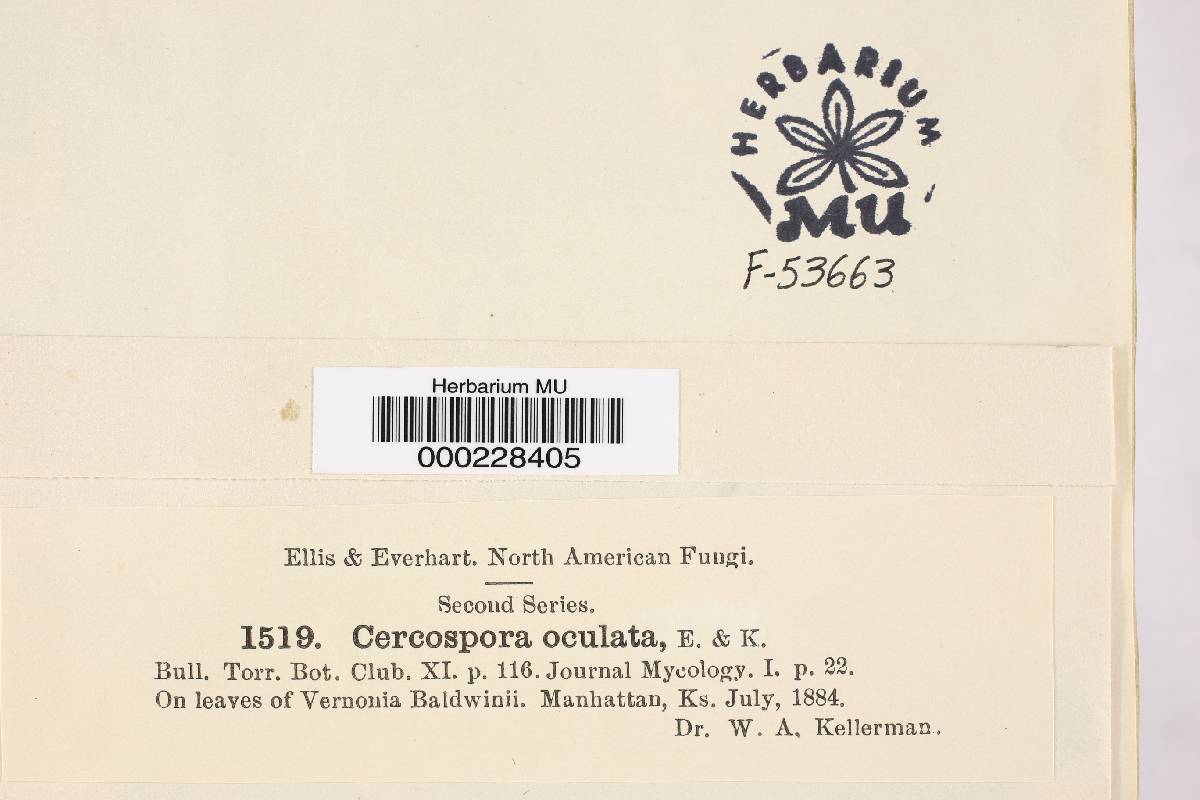 HERBARIUM
MU
F-53663
Herbarium MU
000228405
Ellis & Everhart. North American Fungi.
Second Series.
1519. Cercospora oculata, E. & K.
Bull. Torr. Bot. Club. XI. p. 116. Journal Mycology. I. p. 22.
On leaves of Vernonia Baldwinii. Manhattan, Ks. July, 1884.
Dr. W. A. Kellerman.